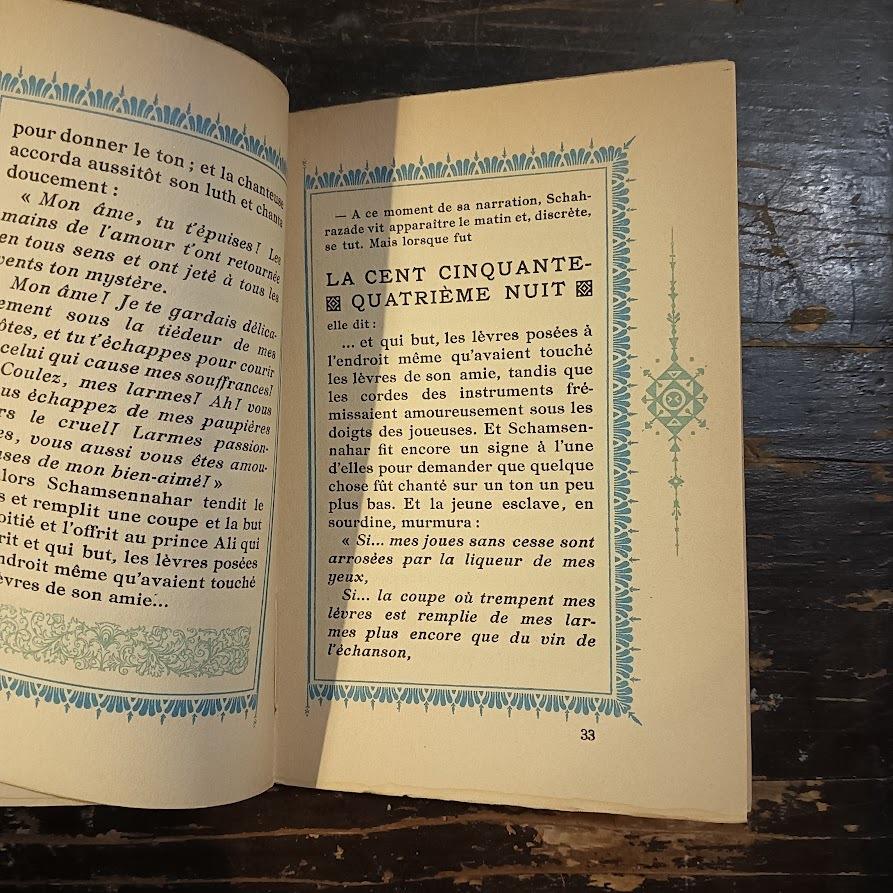 pour donner le ton ; et la chanteuse
accorda aussitôt son luth et chanta
doucement :
« Mon âme, tu t'épuises! Les
mains de l'amour t'ont retournée
en tous sens et ont jeté à tous les
vents ton mystère.
Mon âme! Je te gardais délica-
ement sous la tiédeur de mes
ôtes, et tu t'échappes pour courir
celui qui cause mes souffrances!
Coulez, mes larmes! Ah! vous
us échappez de mes paupières
rs le cruel! Larmes passion-
es, vous aussi vous êtes amou-
uses de mon bien-aimé! »
lors Schamsennahar tendit le
s et remplit une coupe et la but
oitié et l'offrit au prince Ali qui
rit et qui but, les lèvres posées
endroit même qu'avaient touché
èvres de son amie...
— A ce moment de sa narration, Schah-
razade vit apparaître le matin et, discrète,
se tut. Mais lorsque fut
LA CENT CINQUANTE-
QUATRIÈME NUIT
elle dit :
... et qui but, les lèvres posées à
l'endroit même qu'avaient touché
les lèvres de son amie, tandis que
les cordes des instruments fré-
missaient amoureusement sous les
doigts des joueuses. Et Schamsen-
nahar fit encore un signe à l'une
d'elles pour demander que quelque
chose fût chanté sur un ton un peu
plus bas. Et la jeune esclave, en
sourdine, murmura :
« Si... mes joues sans cesse sont
arrosées par la liqueur de mes
yeux,
Si... la coupe où trempent mes
lèvres est remplie de mes lar-
mes plus encore que du vin de
l'échanson,
33